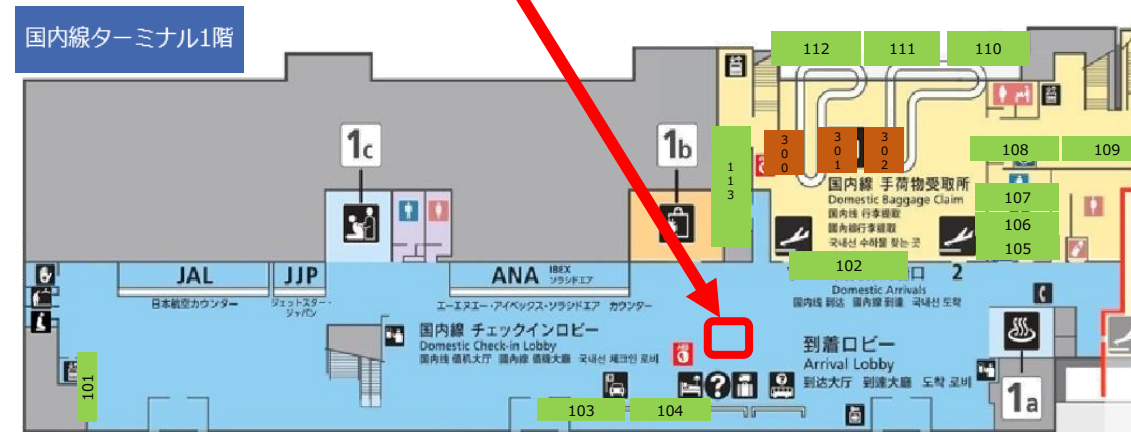 国内線ターミナル1階
112
111
110
1c
1b
113
300
301
302
108
109
国内線 手荷物受取所
Domestic Baggage Claim
国内线 行李提取
國內線行李提取
국내선 수하물 찾는 곳
107
106
105
102
口 2
Domestic Arrivals
国内线 到达 國內線 到達 국내선 도착
JAL
日本航空カウンター
JJP
ジェットスター・
ジャパン
ANA IBEX
ソラシドエア
エーエヌエー・アイベックス・ソラシドエア カウンター
国内線 チェックインロビー
Domestic Check-in Lobby
国内线 值机大厅 國內線 值機大廳 국내선 체크인 로비
到着ロビー
Arrival Lobby
到达大厅 到達大廳 도착 로비
1a
101
103
104